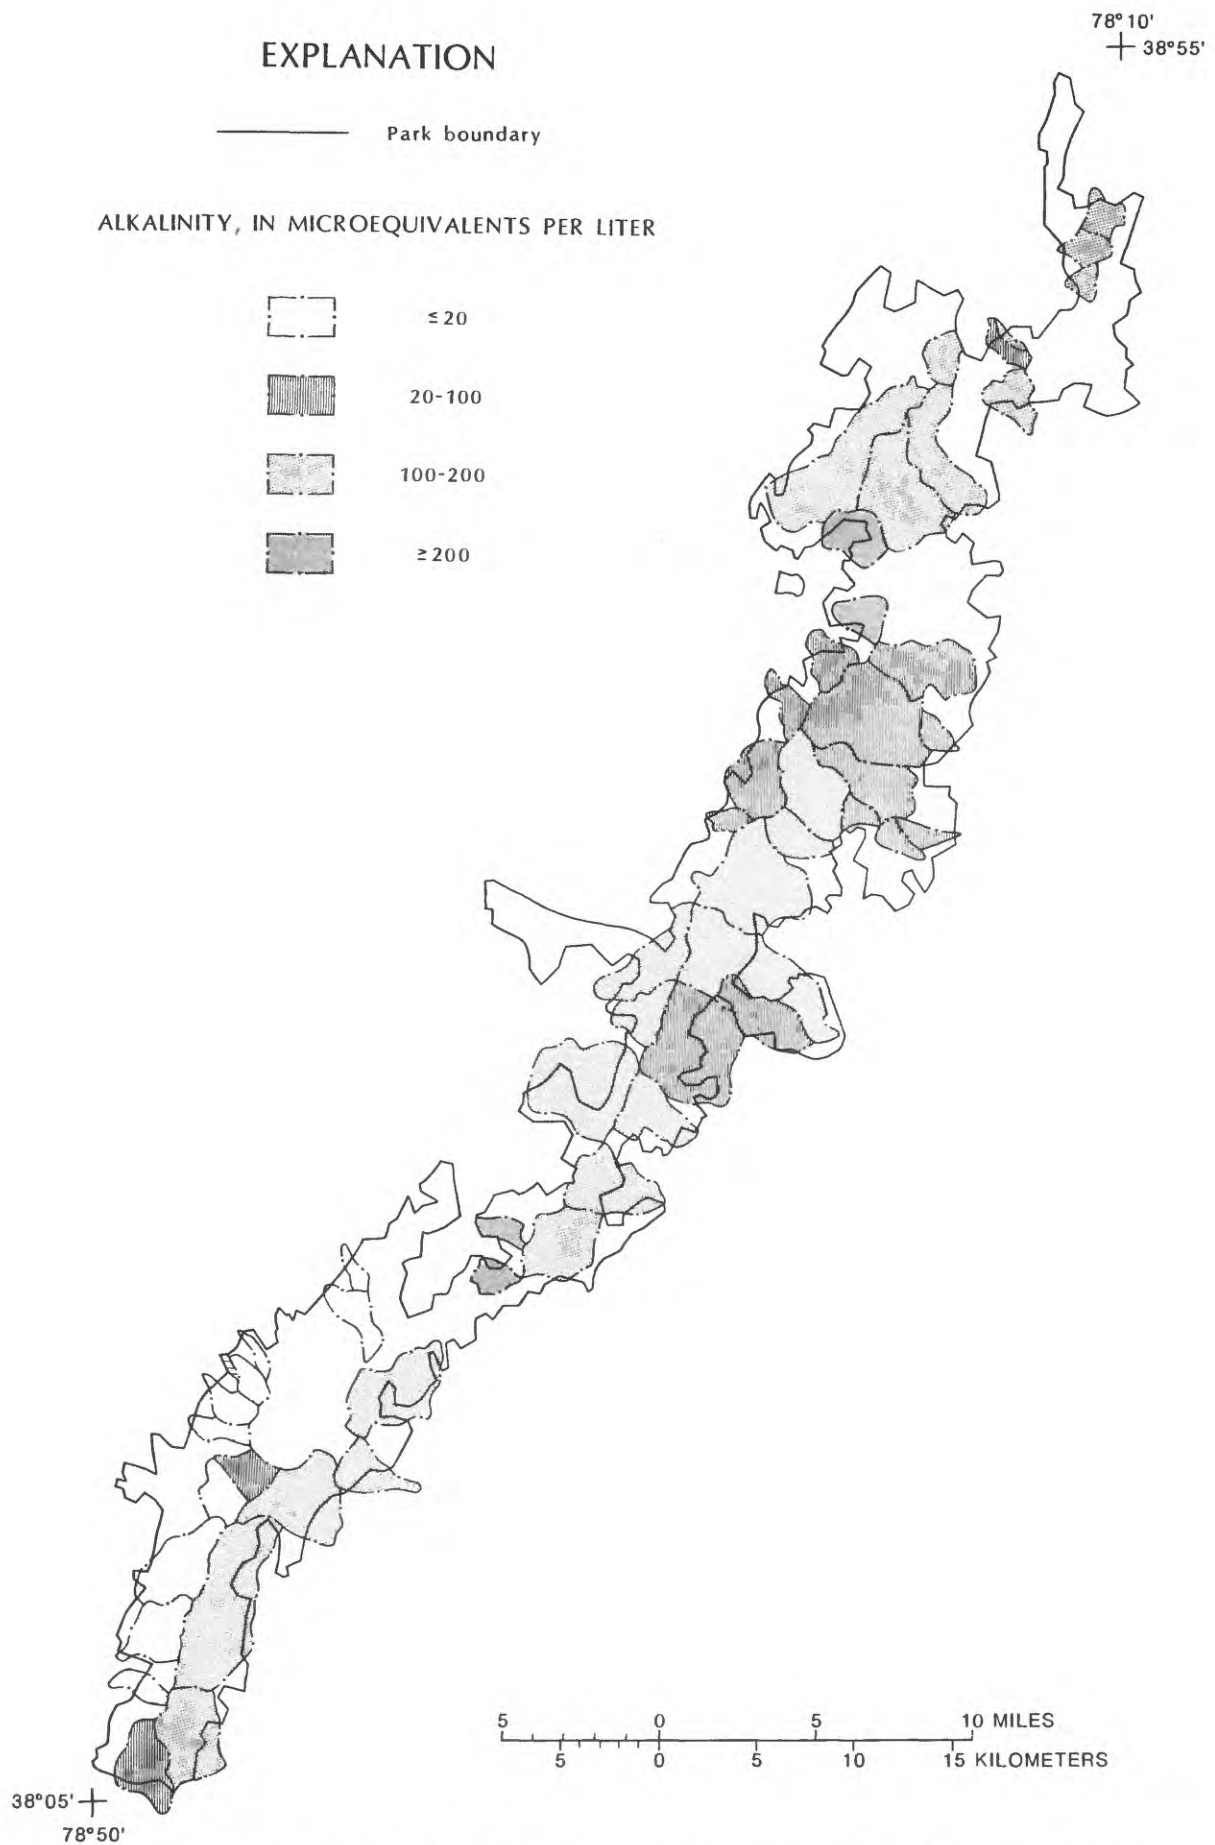 78°10'
38°55'
EXPLANATION
Park boundary
ALKALINITY, IN MICROEQUIVALENTS PER LITER
≤20
20-100
100-200
≥200
5 0 5 10 MILES
5 0 5 10 15 KILOMETERS
38°05'
78°50'